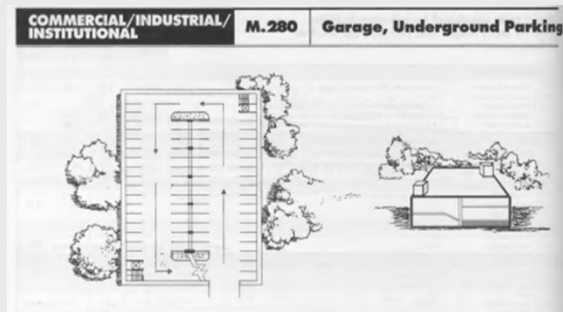 COMMERCIAL/INDUSTRIAL/
INSTITUTIONAL
M.280
Garage, Underground Parking